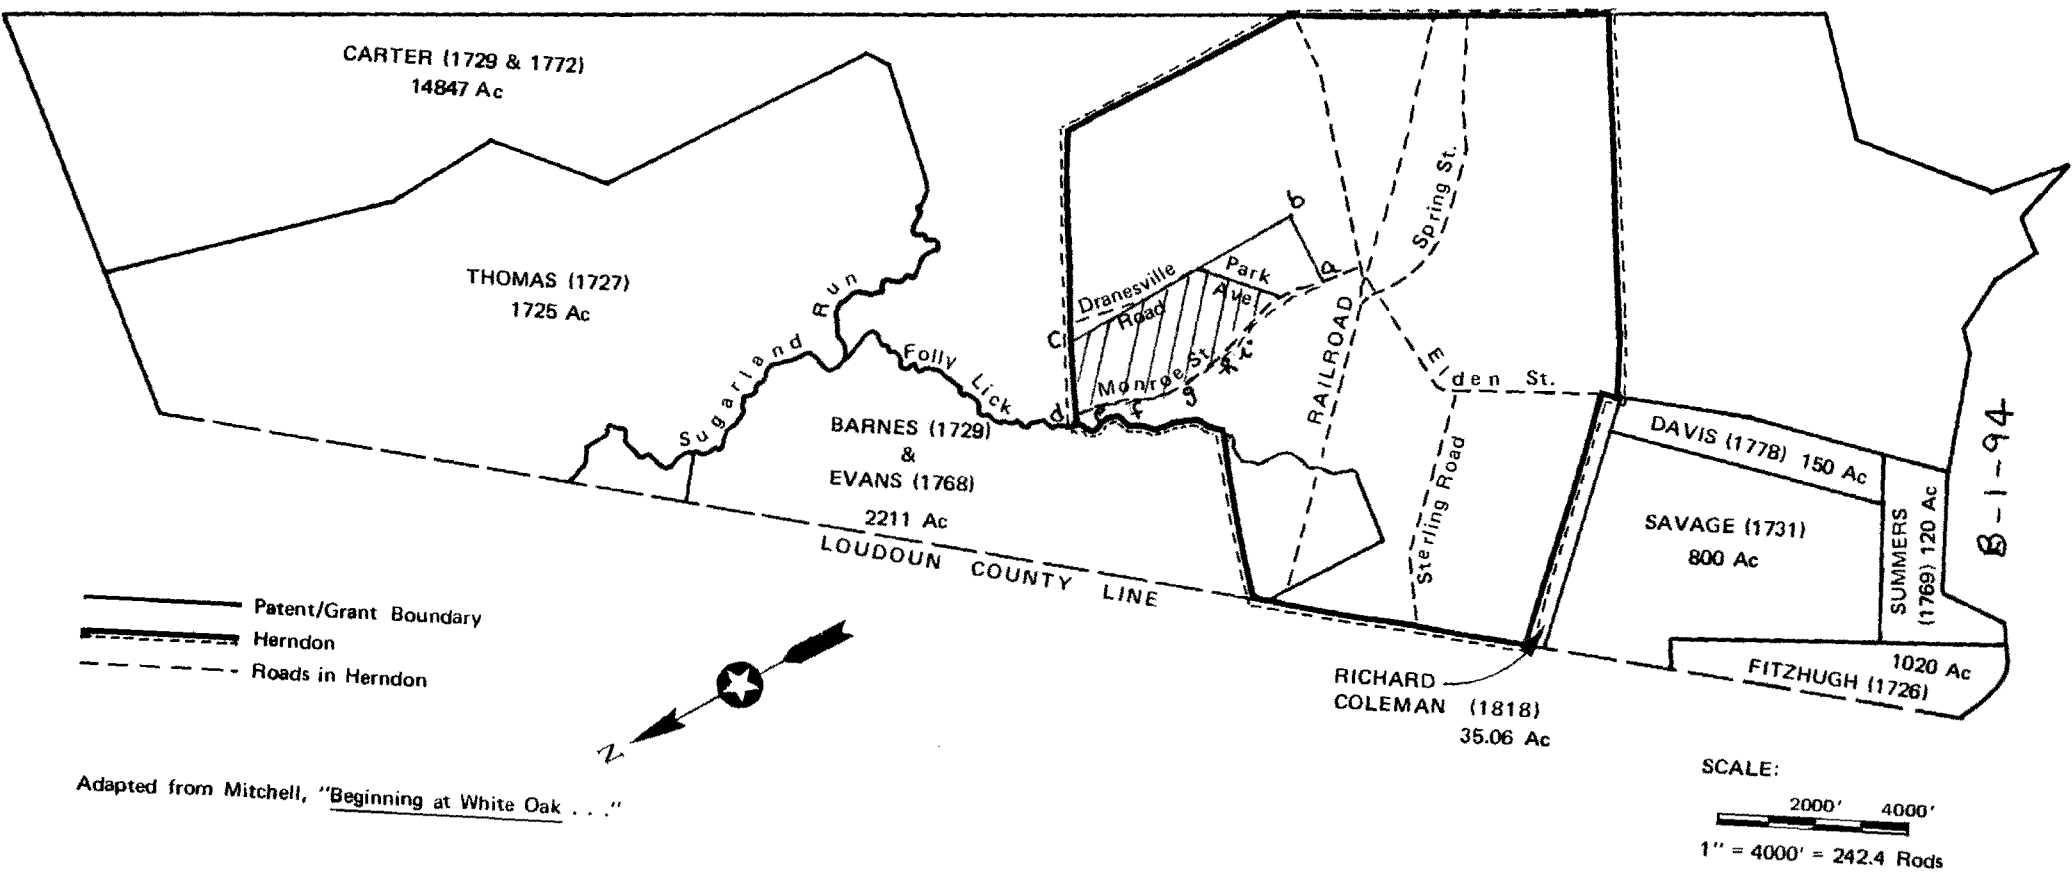 CARTER (1729 & 1772)
14847 Ac
THOMAS (1727)
1725 Ac
Sugarland Run
Folly Lick
BARNES (1729)
&
EVANS (1768)
2211 Ac
LOUDOUN COUNTY LINE
b
a
Park
Ave.
Dranesville
Road
C
Monroe St.
d
e
f
g
i
Spring St.
RAILROAD
Elden St.
Sterling Road
DAVIS (1778) 150 Ac
SAVAGE (1731)
800 Ac
SUMMERS
(1769) 120 Ac
1020 Ac
FITZHUGH (1726)
8-1-94
RICHARD
COLEMAN (1818)
35.06 Ac
Patent/Grant Boundary
Herndon
Roads in Herndon
N
Adapted from Mitchell, "Beginning at White Oak . . ."
SCALE:
2000' 4000'
1" = 4000' = 242.4 Rods